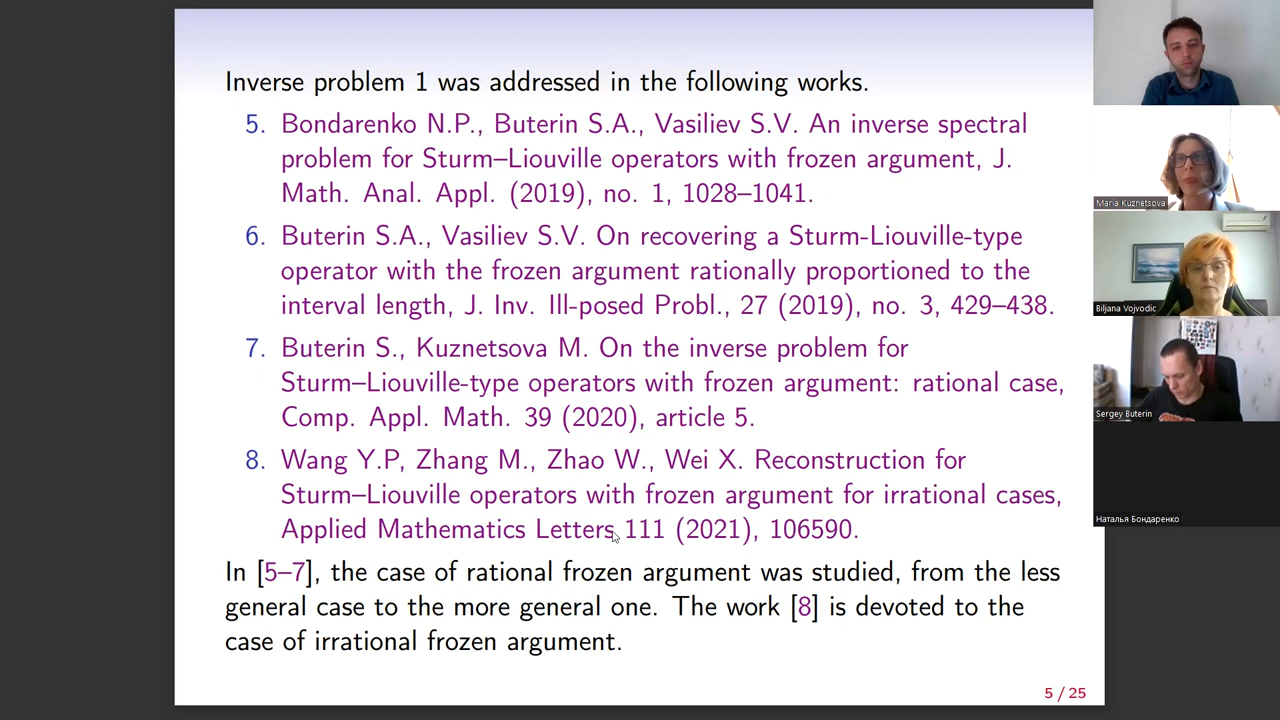 Inverse problem 1 was addressed in the following works.
5. Bondarenko N.P., Buterin S.A., Vasiliev S.V. An inverse spectral
problem for Sturm–Liouville operators with frozen argument, J.
Math. Anal. Appl. (2019), no. 1, 1028–1041.
6. Buterin S.A., Vasiliev S.V. On recovering a Sturm-Liouville-type
operator with the frozen argument rationally proportioned to the
interval length, J. Inv. Ill-posed Probl., 27 (2019), no. 3, 429–438.
7. Buterin S., Kuznetsova M. On the inverse problem for
Sturm–Liouville-type operators with frozen argument: rational case,
Comp. Appl. Math. 39 (2020), article 5.
8. Wang Y.P, Zhang M., Zhao W., Wei X. Reconstruction for
Sturm–Liouville operators with frozen argument for irrational cases,
Applied Mathematics Letters 111 (2021), 106590.
In [5–7], the case of rational frozen argument was studied, from the less
general case to the more general one. The work [8] is devoted to the
case of irrational frozen argument.
5 / 25
Maria Kuznetsova
Biljana Vojvodic
Sergey Buterin
Наталья Бондаренко